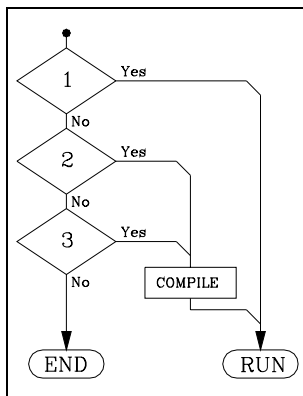 1
Yes
No
2
Yes
No
3
Yes
No
COMPILE
END
RUN